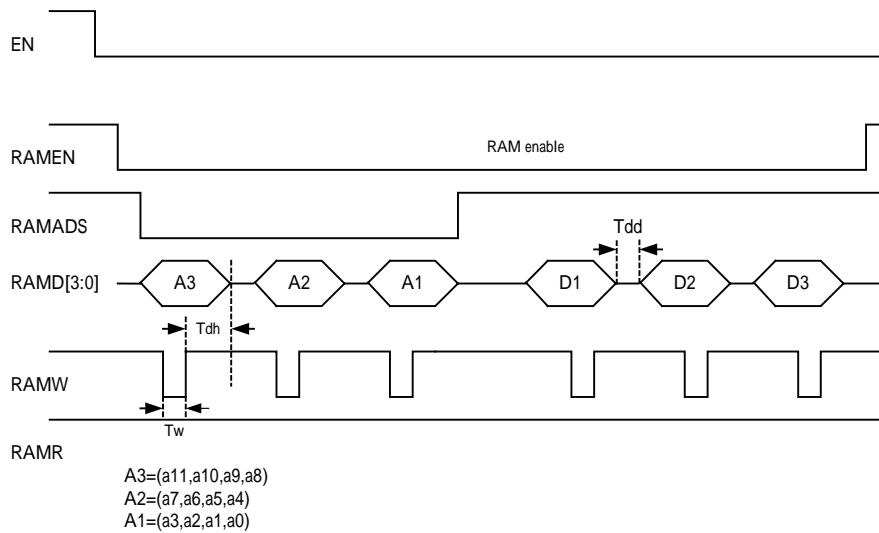 EN
RAMEN
RAM enable
RAMADS
Tdd
RAMD[3:0]
A3
A2
A1
D1
D2
D3
Tdh
RAMW
Tw
RAMR
A3=(a11,a10,a9,a8)
A2=(a7,a6,a5,a4)
A1=(a3,a2,a1,a0)